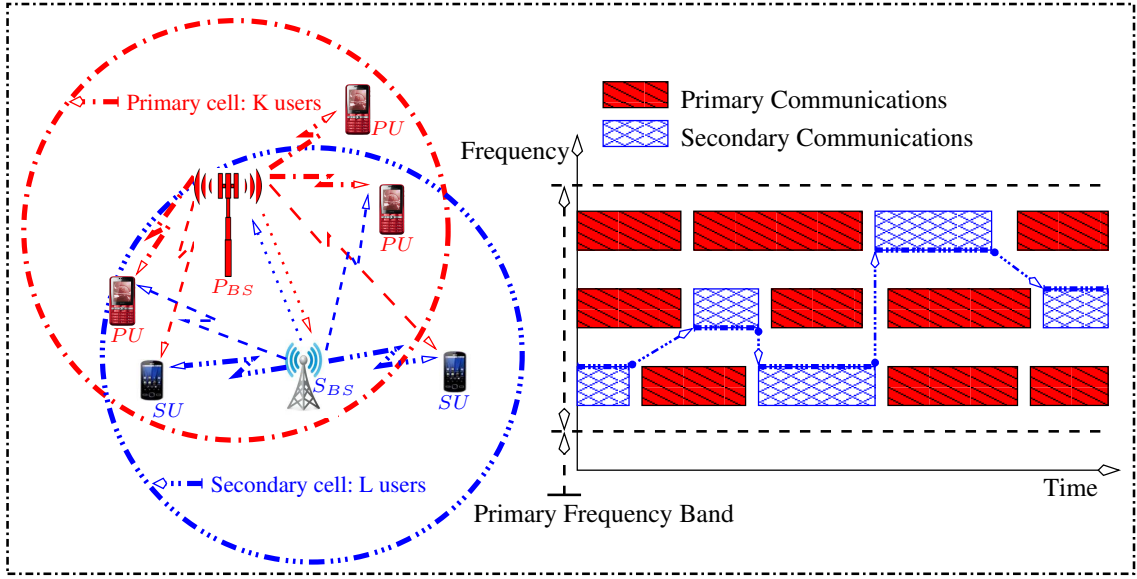 Primary cell: K users
PU
PU
P_BS
PU
SU
S_BS
SU
Secondary cell: L users
Primary Communications
Secondary Communications
Frequency
Time
Primary Frequency Band